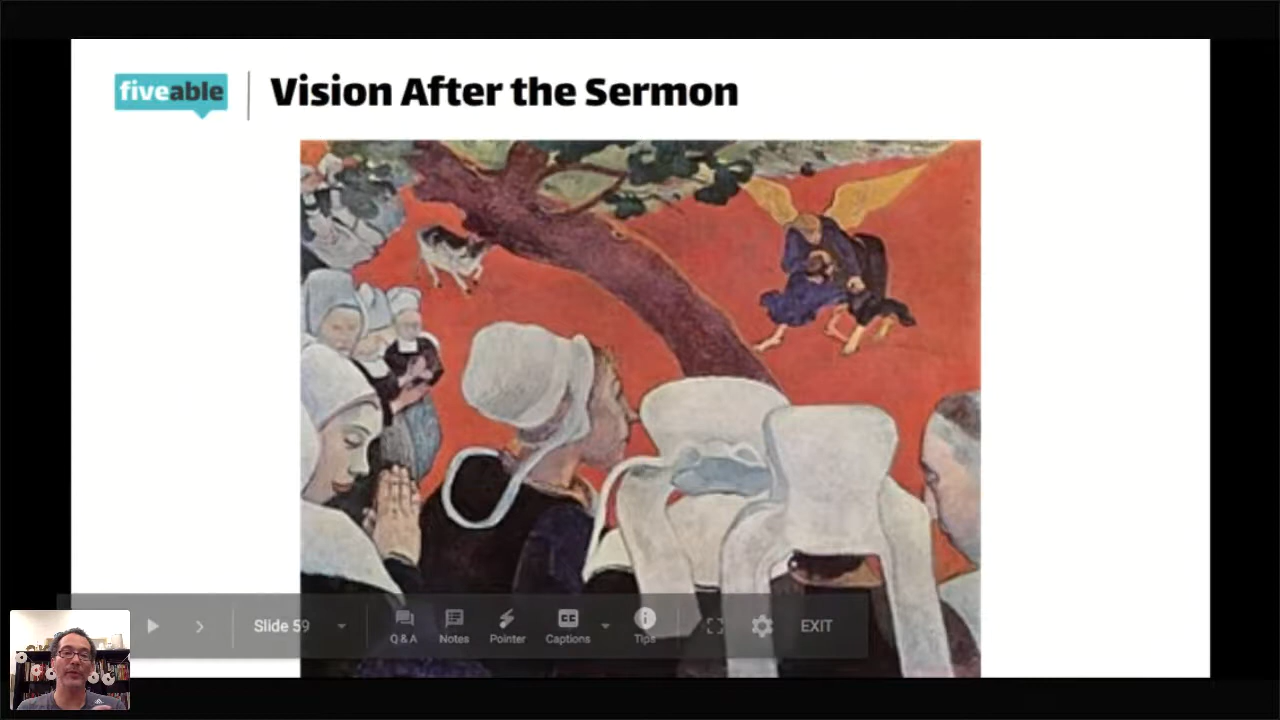 fiveable
Vision After the Sermon
Slide 59
Q & A
Notes
Pointer
Captions
Tips
EXIT